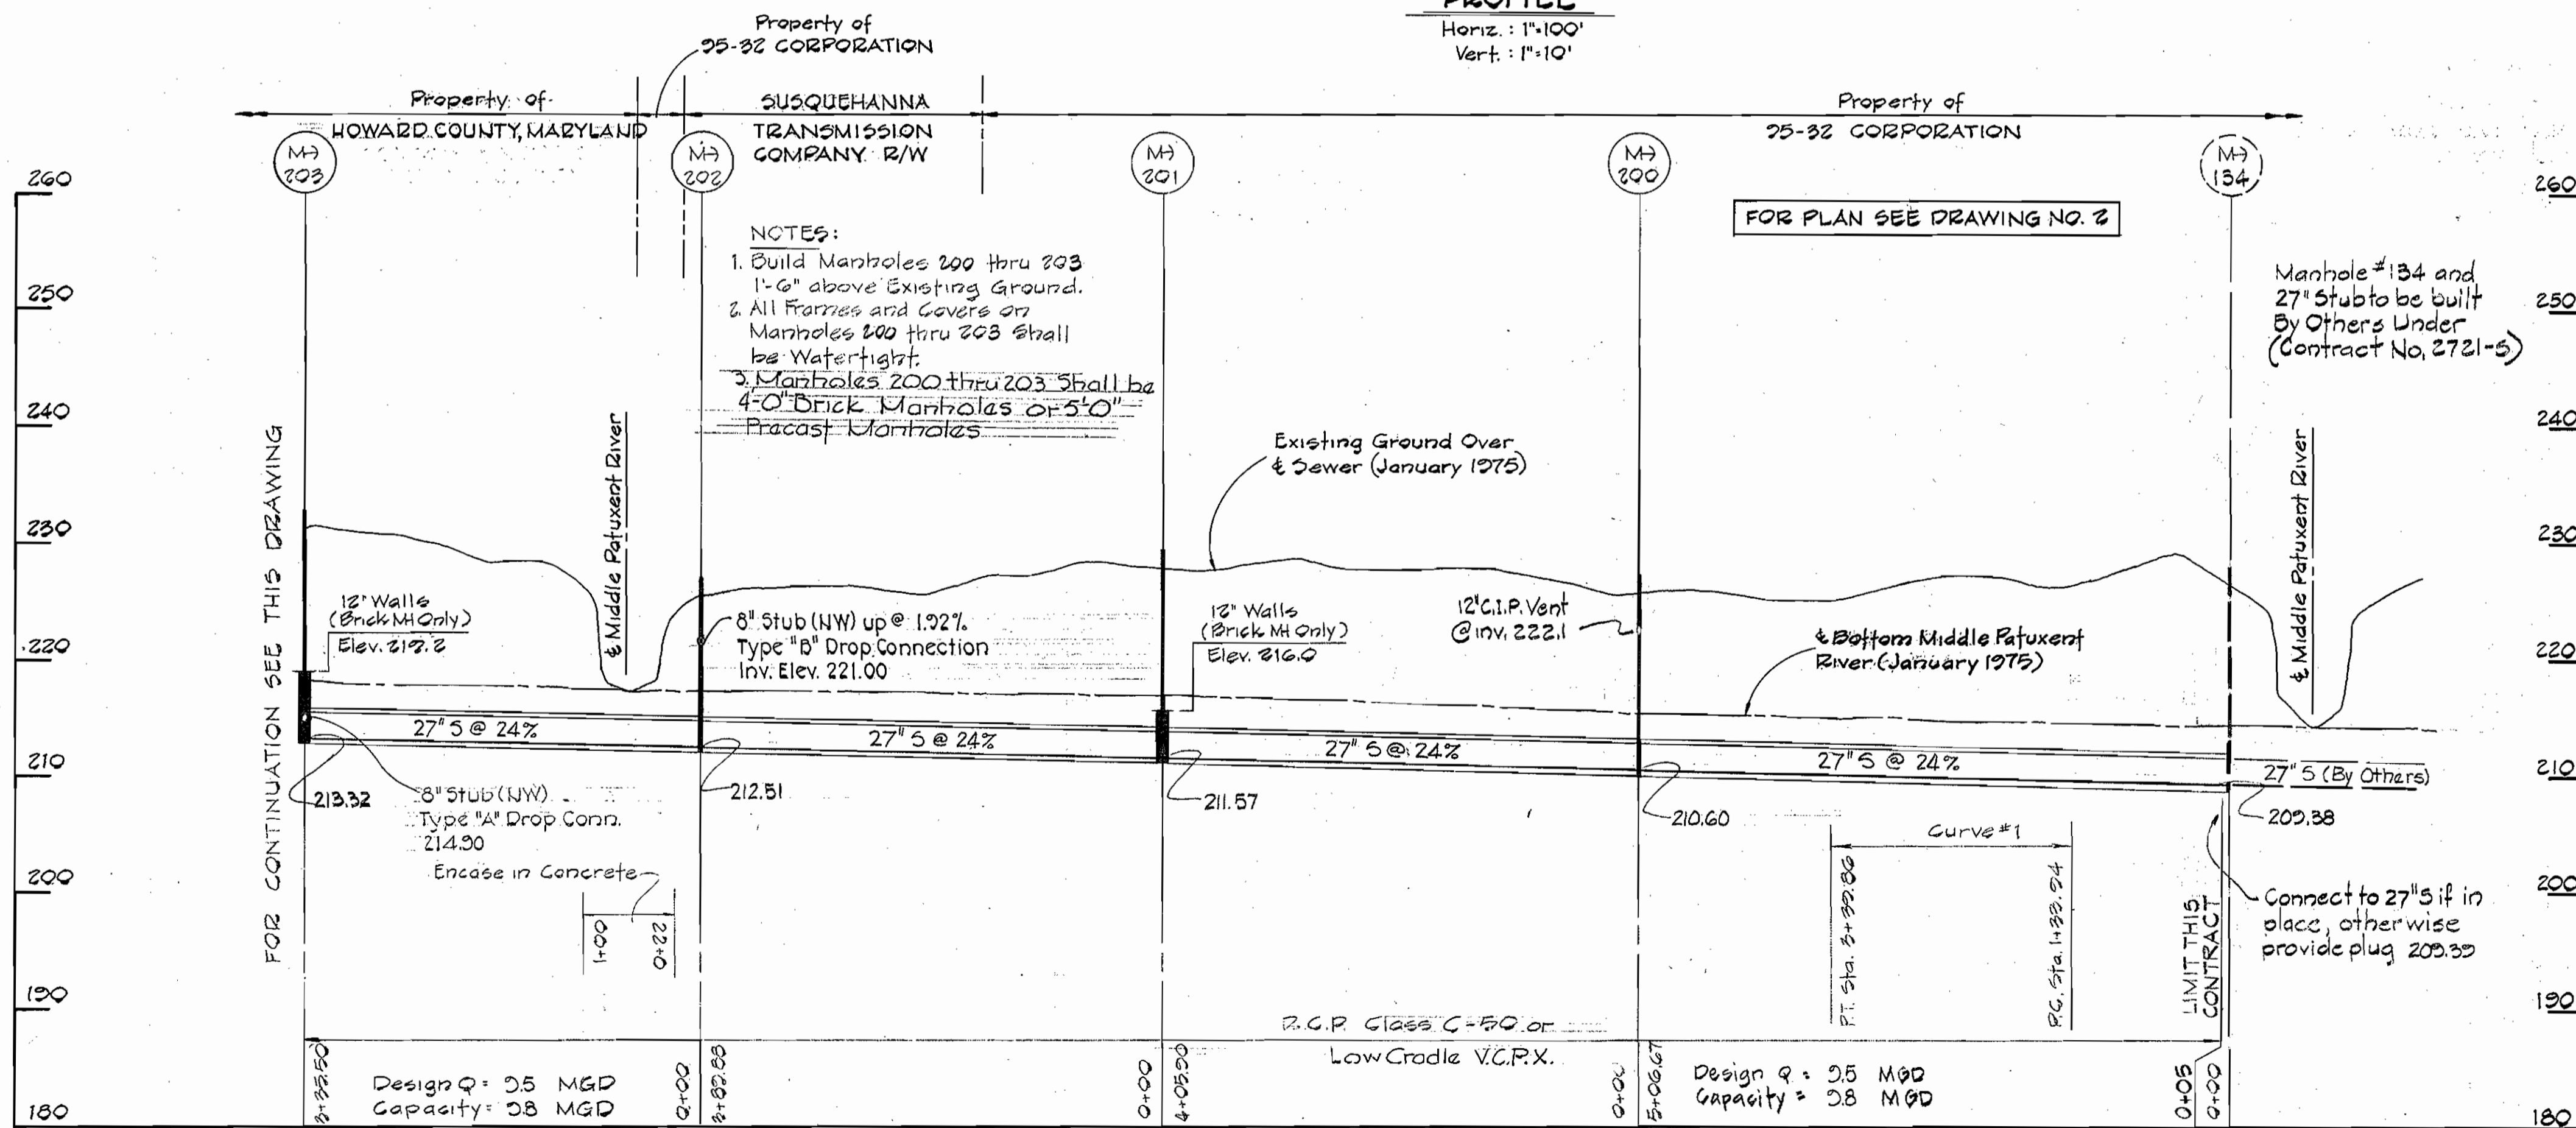 PROFILE
Horiz.: 1"=100'
Vert.: 1"=10'
Property of
95-32 CORPORATION
Property of
HOWARD COUNTY, MARYLAND
SUSQUEHANNA
TRANSMISSION
COMPANY R/W
Property of
95-32 CORPORATION
MH
203
MH
202
MH
201
MH
200
MH
134
260
250
240
230
220
210
200
190
180
260
250
240
230
220
210
200
190
180
FOR PLAN SEE DRAWING NO. 2
NOTES:
1. Build Manholes 200 thru 203
1'-6" above Existing Ground.
2. All Frames and Covers on
Manholes 200 thru 203 Shall
be Watertight.
3. Manholes 200 thru 203 Shall be
4'-0" Brick Manholes or 5'0"
Precast Manholes
Manhole #134 and
27" Stub to be built
By Others Under
(Contract No. 2721-S)
FOR CONTINUATION SEE THIS DRAWING
℄ Middle Patuxent River
Existing Ground Over
℄ Sewer (January 1975)
℄ Middle Patuxent River
12" Walls
(Brick MH Only)
8" Stub (NW) up @ 1.92%
Type "B" Drop Connection
Inv. Elev. 221.00
12" Walls
(Brick MH Only)
Elev. 216.0
12" C.I.P. Vent
@ inv. 222.1
℄ Bottom Middle Patuxent
River (January 1975)
27" S @ 24%
27" S @ 24%
27" S @ 24%
27" S @ 24%
27" S (By Others)
213.32
212.51
211.57
210.60
209.38
8" Stub (NW)
Type "A" Drop Conn.
214.90
Encase in Concrete
1+00
0+22
Curve #1
P.T. Sta.
P.C. Sta.
LIMIT THIS
CONTRACT
Connect to 27" S if in
place, otherwise
provide plug 209.39
R.C.P. Class C-50 or
Low Cradle V.C.P.X.
Design Q = 9.5 MGD
Capacity = 9.8 MGD
0+00
0+00
4+05.90
0+00
5+06.67
Design Q = 9.5 MGD
Capacity = 9.8 MGD
0+05
0+00